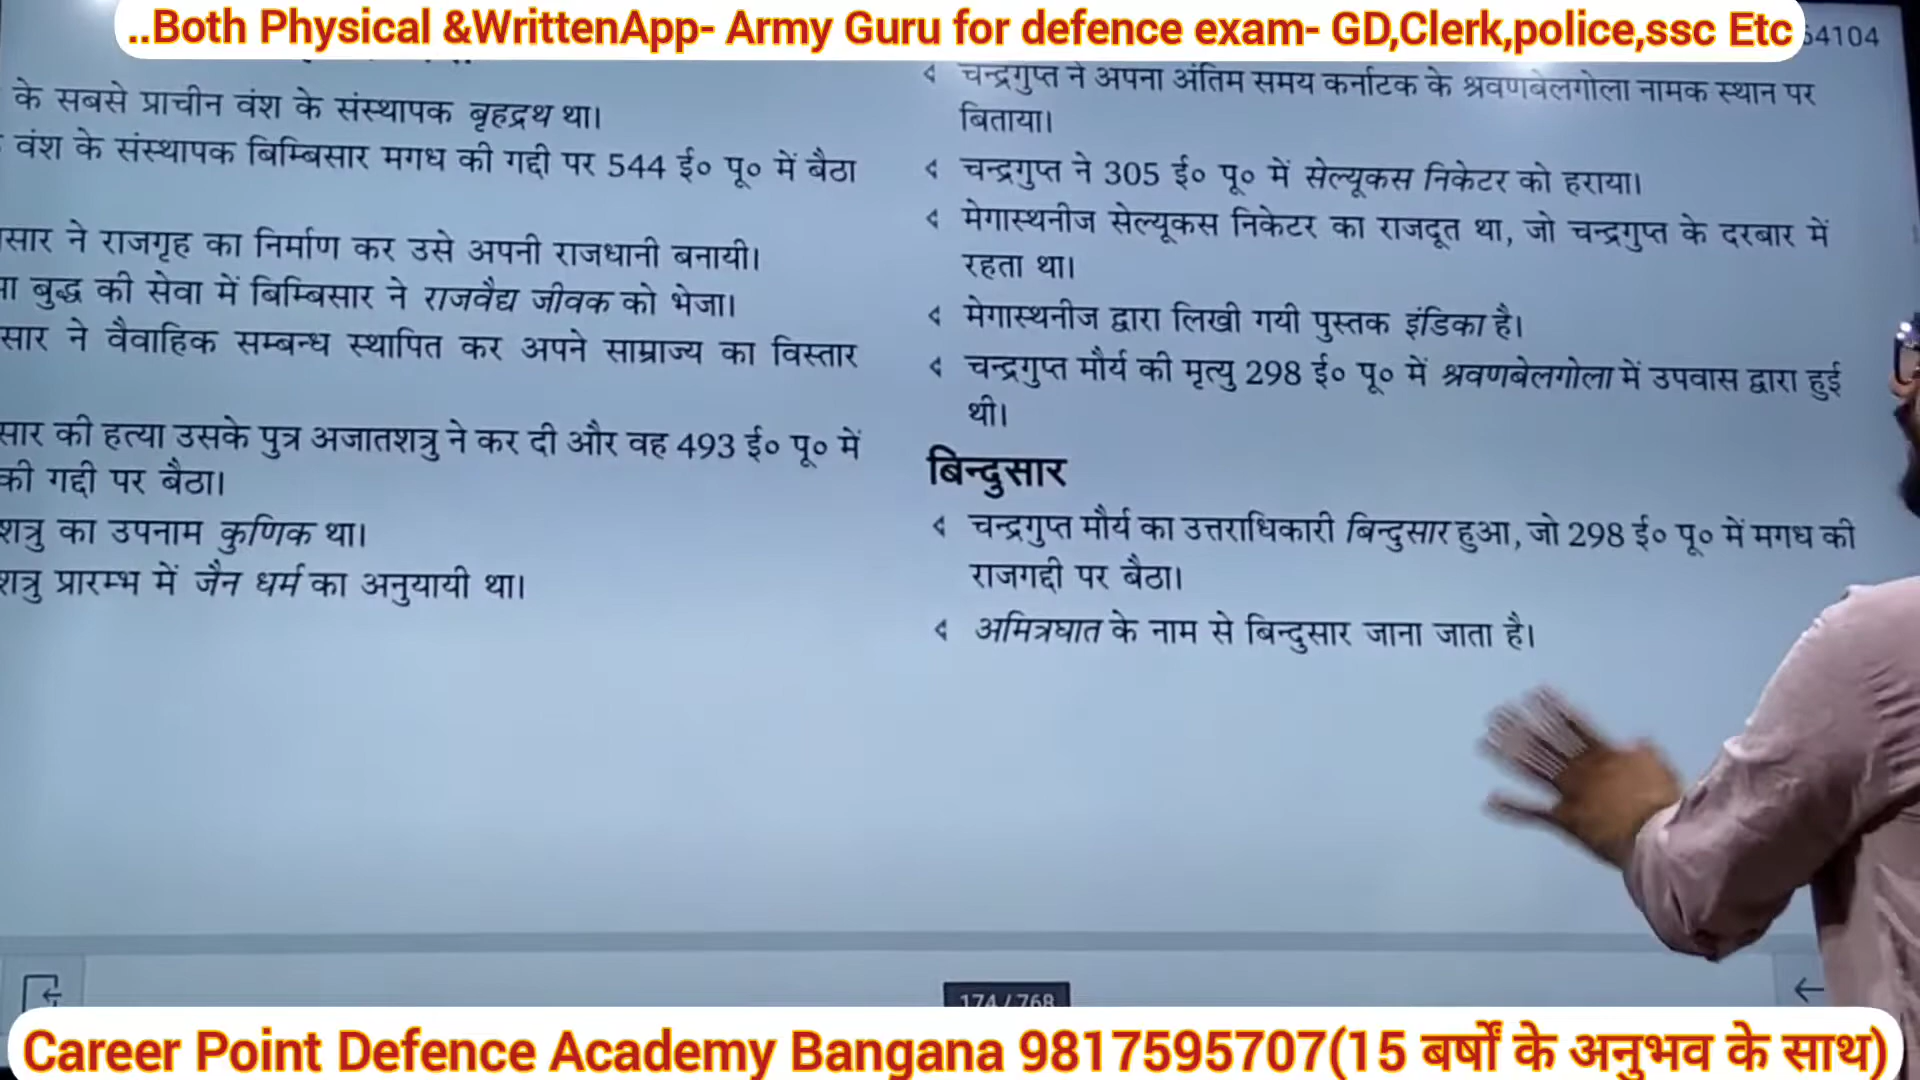 ..Both Physical &WrittenApp- Army Guru for defence exam- GD,Clerk,police,ssc Etc
54104
के सबसे प्राचीन वंश के संस्थापक बृहद्रथ था।
वंश के संस्थापक बिम्बिसार मगध की गद्दी पर 544 ई० पू० में बैठा
सार ने राजगृह का निर्माण कर उसे अपनी राजधानी बनायी।
बुद्ध की सेवा में बिम्बिसार ने राजवैद्य जीवक को भेजा।
सार ने वैवाहिक सम्बन्ध स्थापित कर अपने साम्राज्य का विस्तार
सार की हत्या उसके पुत्र अजातशत्रु ने कर दी और वह 493 ई० पू० में
की गद्दी पर बैठा।
शत्रु का उपनाम कुणिक था।
शत्रु प्रारम्भ में जैन धर्म का अनुयायी था।
चन्द्रगुप्त ने अपना अंतिम समय कर्नाटक के श्रवणबेलगोला नामक स्थान पर
बिताया।
चन्द्रगुप्त ने 305 ई० पू० में सेल्यूकस निकेटर को हराया।
मेगास्थनीज सेल्यूकस निकेटर का राजदूत था, जो चन्द्रगुप्त के दरबार में
रहता था।
मेगास्थनीज द्वारा लिखी गयी पुस्तक इंडिका है।
चन्द्रगुप्त मौर्य की मृत्यु 298 ई० पू० में श्रवणबेलगोला में उपवास द्वारा हुई
थी।
बिन्दुसार
चन्द्रगुप्त मौर्य का उत्तराधिकारी बिन्दुसार हुआ, जो 298 ई० पू० में मगध की
राजगद्दी पर बैठा।
अमित्रघात के नाम से बिन्दुसार जाना जाता है।
174 / 768
Career Point Defence Academy Bangana 9817595707(15 बर्षों के अनुभव के साथ)